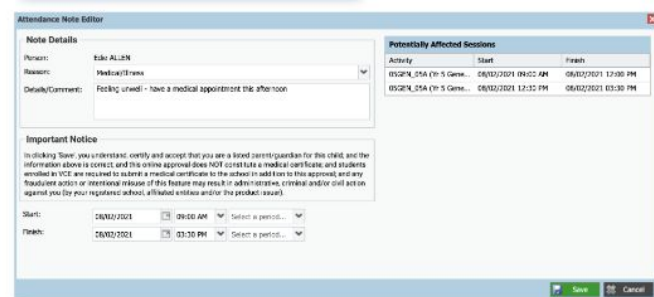 Attendance Note Editor
Note Details
Person: Edie ALLEN
Reason: Medical/Illness
Details/Comment: Feeling unwell - have a medical appointment this afternoon
Important Notice
In clicking 'Save', you understand, certify and accept that you are a listed parent/guardian for this child, and the
information above is correct, and this online approval does NOT constitute a medical certificate; and students
enrolled in VCE are required to submit a medical certificate to the school in addition to this approval; and any
fraudulent action or intentional misuse of this feature may result in administrative, criminal and/or civil action
against you (by your registered school, affiliated entities and/or the product issuer).
Start: 08/02/2021 09:00 AM Select a period...
Finish: 08/02/2021 03:30 PM Select a period...
Potentially Affected Sessions
Activity Start Finish
05GEN_05A (Yr 5 Gene... 08/02/2021 09:00 AM 08/02/2021 12:00 PM
05GEN_05A (Yr 5 Gene... 08/02/2021 12:30 PM 08/02/2021 03:30 PM
Save Cancel